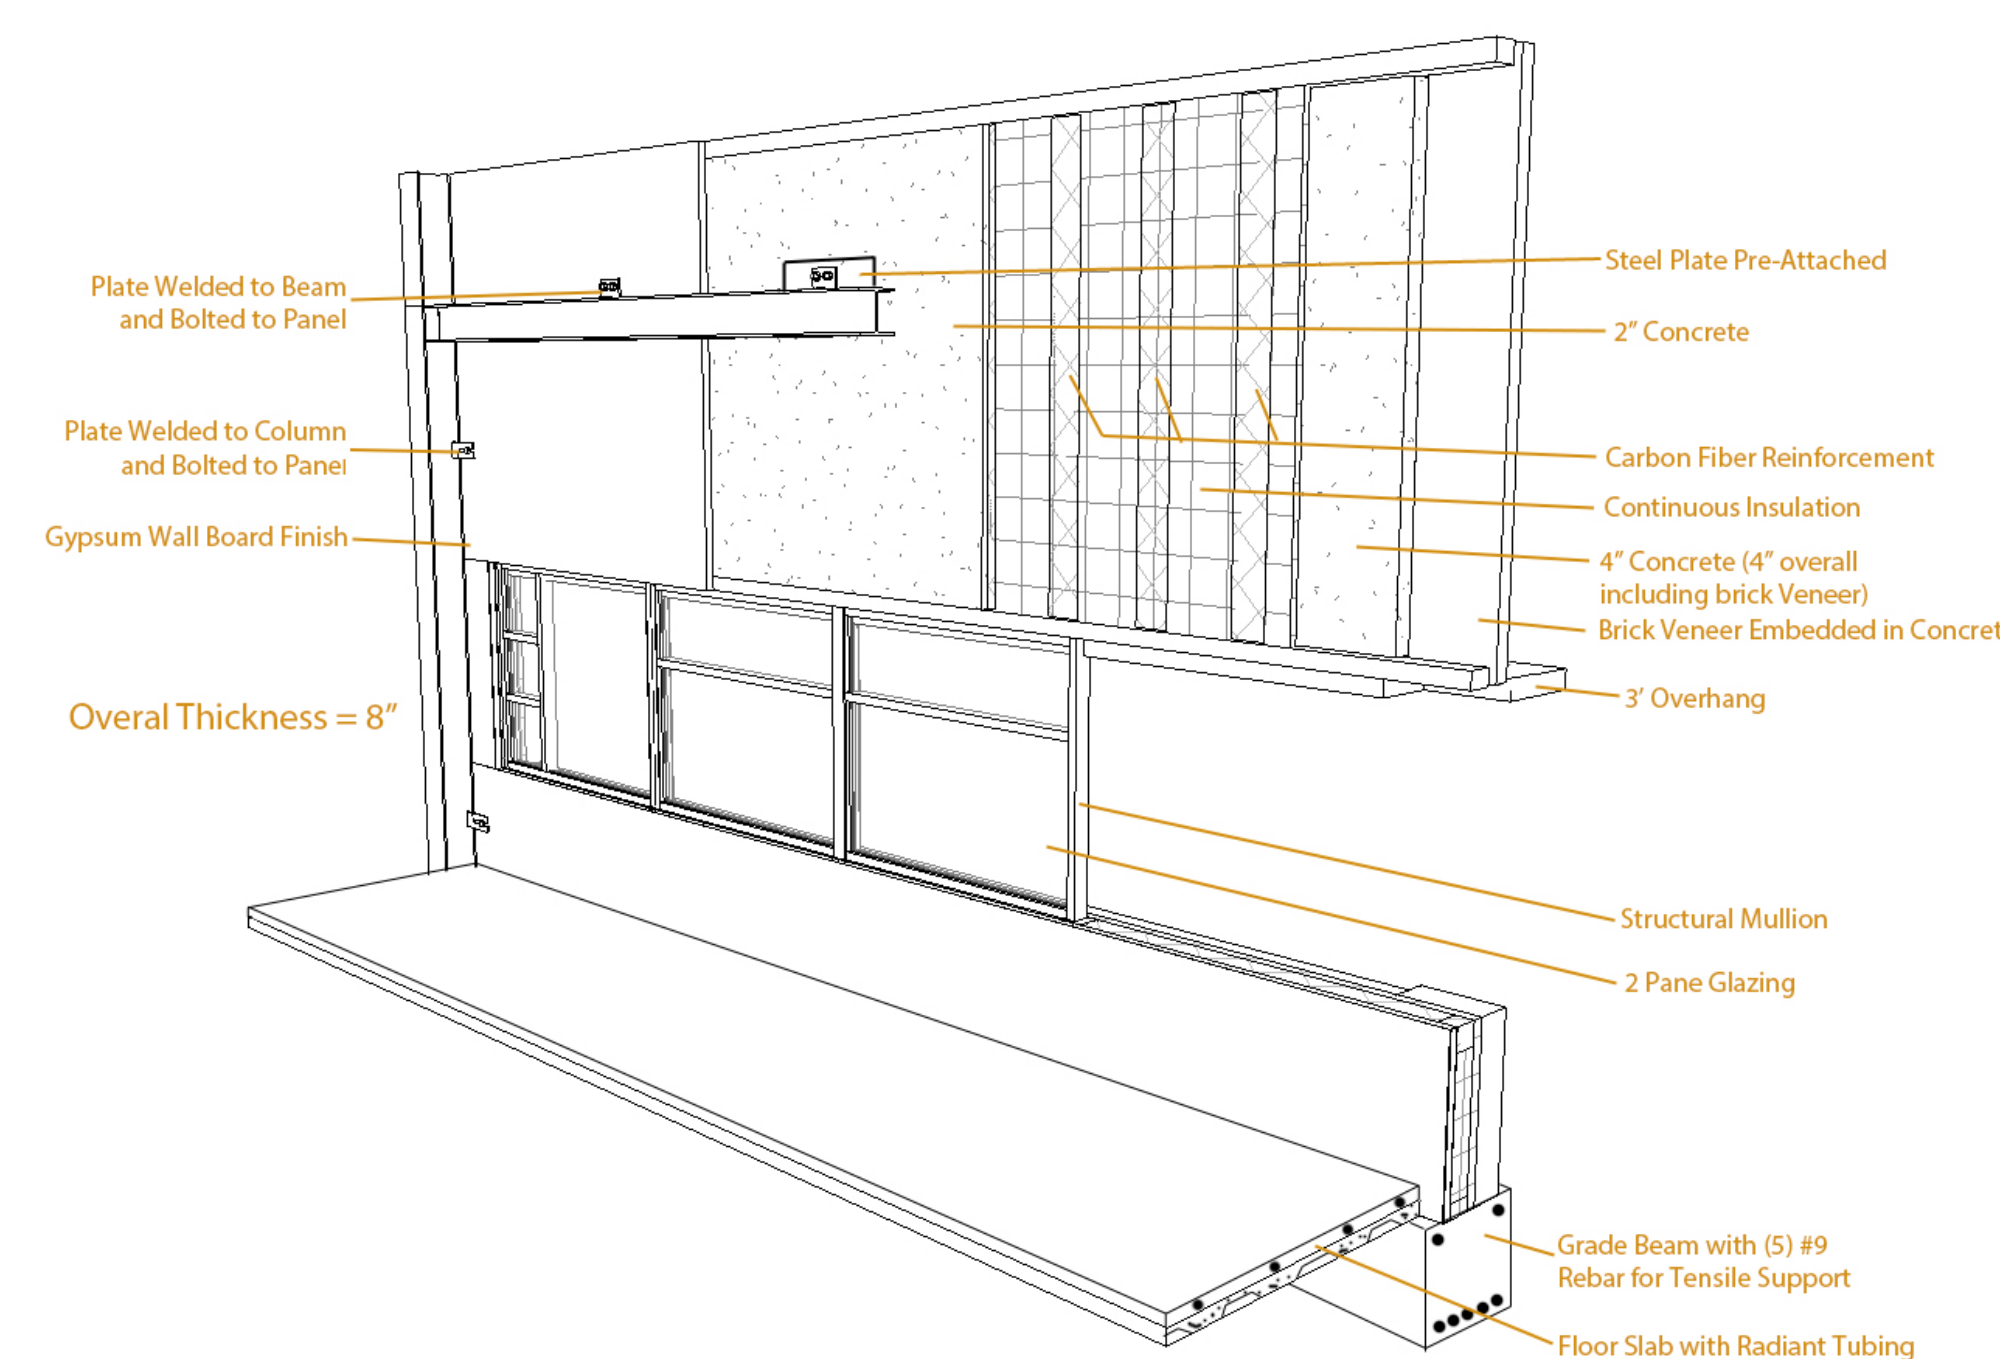 Plate Welded to Beam
and Bolted to Panel
Plate Welded to Column
and Bolted to Panel
Gypsum Wall Board Finish
Overal Thickness = 8”
Steel Plate Pre-Attached
2” Concrete
Carbon Fiber Reinforcement
Continuous Insulation
4” Concrete (4” overall
including brick Veneer)
Brick Veneer Embedded in Concret
3’ Overhang
Structural Mullion
2 Pane Glazing
Grade Beam with (5) #9
Rebar for Tensile Support
Floor Slab with Radiant Tubing